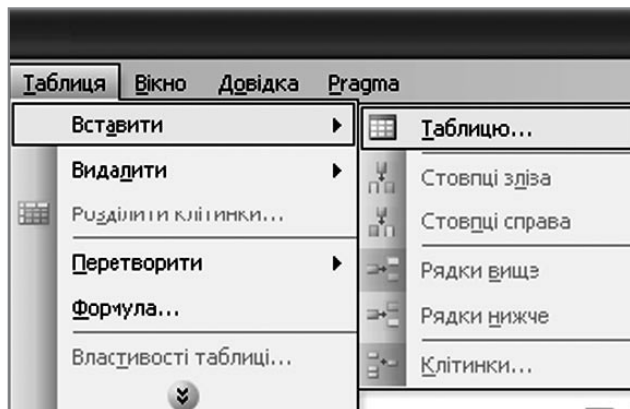 Таблиця Вікно Довідка Pragma
Вставити
Видалити
Розділити клітинки...
Перетворити
Формула...
Властивості таблиці...
Таблицю...
Стовпці зліва
Стовпці справа
Рядки вище
Рядки нижче
Клітинки...